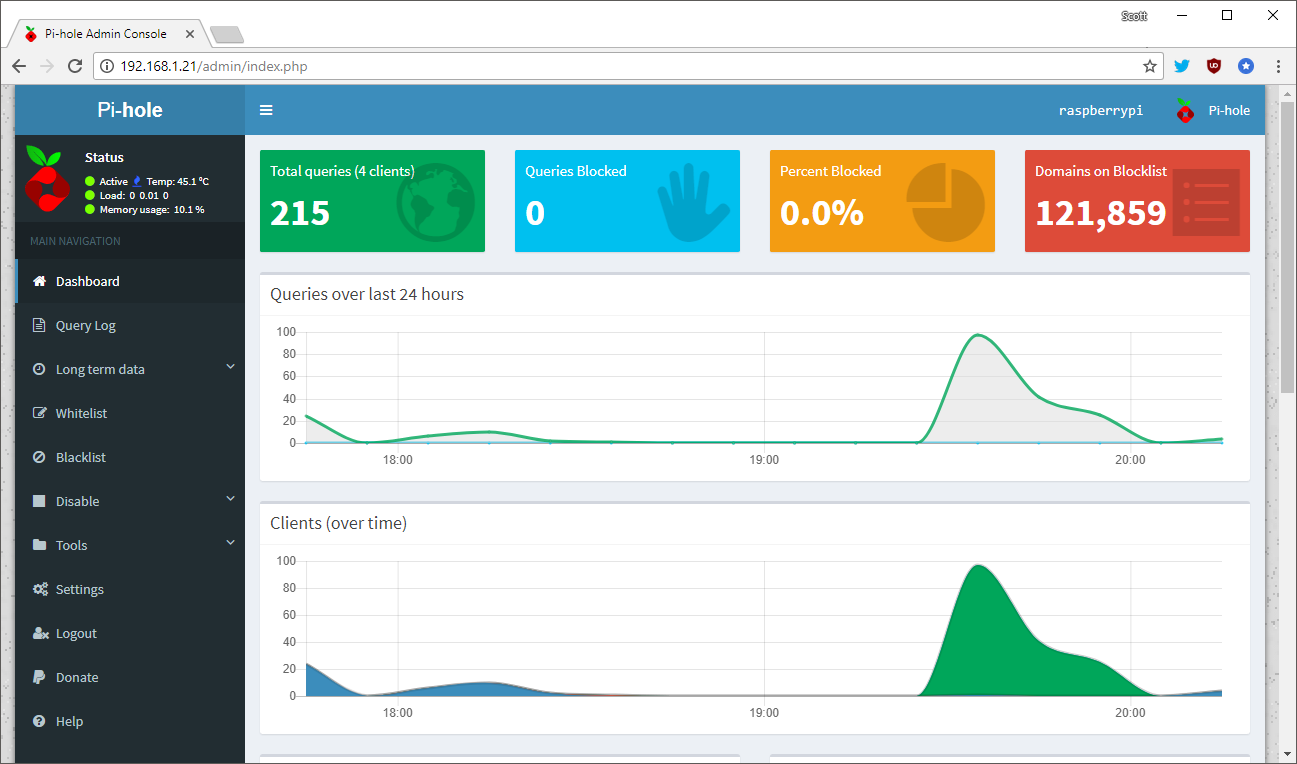 Scott
Pi-hole Admin Console
192.168.1.21/admin/index.php
Pi-hole
raspberrypi
Pi-hole
Status
Active Temp: 45.1 °C
Load: 0 0.01 0
Memory usage: 10.1 %
MAIN NAVIGATION
Dashboard
Query Log
Long term data
Whitelist
Blacklist
Disable
Tools
Settings
Logout
Donate
Help
Total queries (4 clients)
215
Queries Blocked
0
Percent Blocked
0.0%
Domains on Blocklist
121,859
Queries over last 24 hours
100
80
60
40
20
0
18:00 19:00 20:00
Clients (over time)
100
80
60
40
20
0
18:00 19:00 20:00